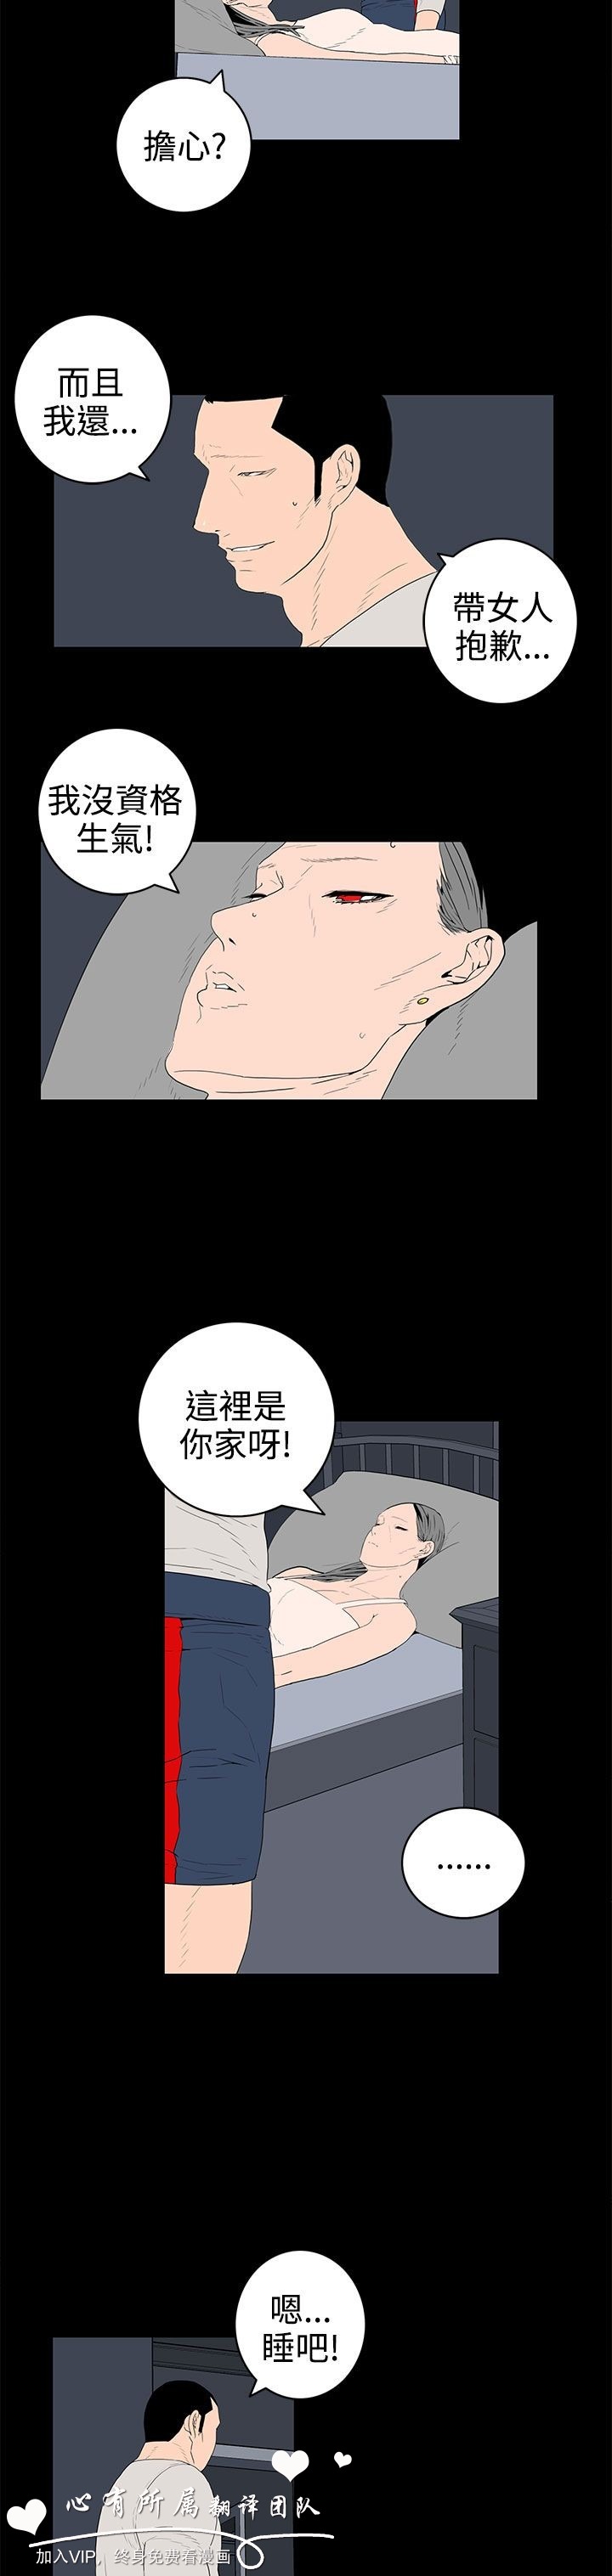 擔心?
而且
我還...
帶女人
抱歉...
我沒資格
生氣!
這裡是
你家呀!
......
嗯...
睡吧!
心有所属翻译团队
加入VIP，终身免费看漫画